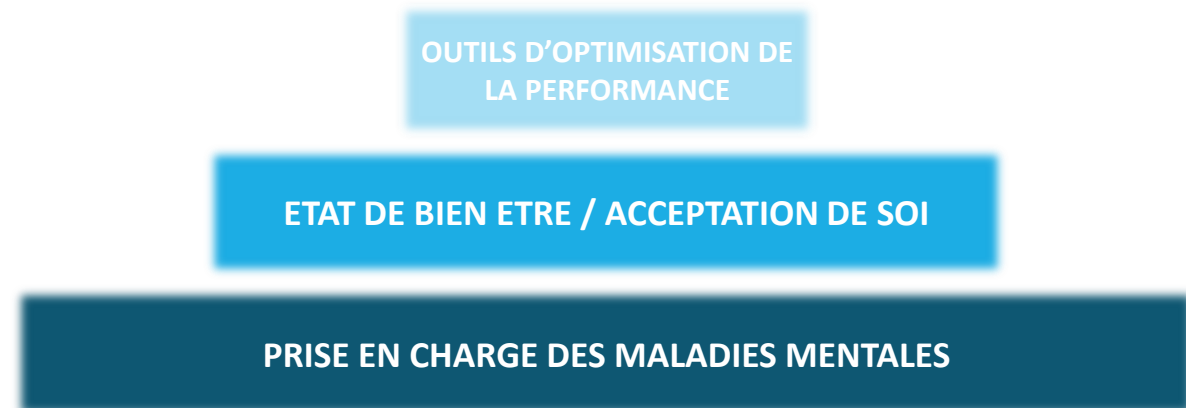 OUTILS D’OPTIMISATION DE
LA PERFORMANCE
ETAT DE BIEN ETRE / ACCEPTATION DE SOI
PRISE EN CHARGE DES MALADIES MENTALES